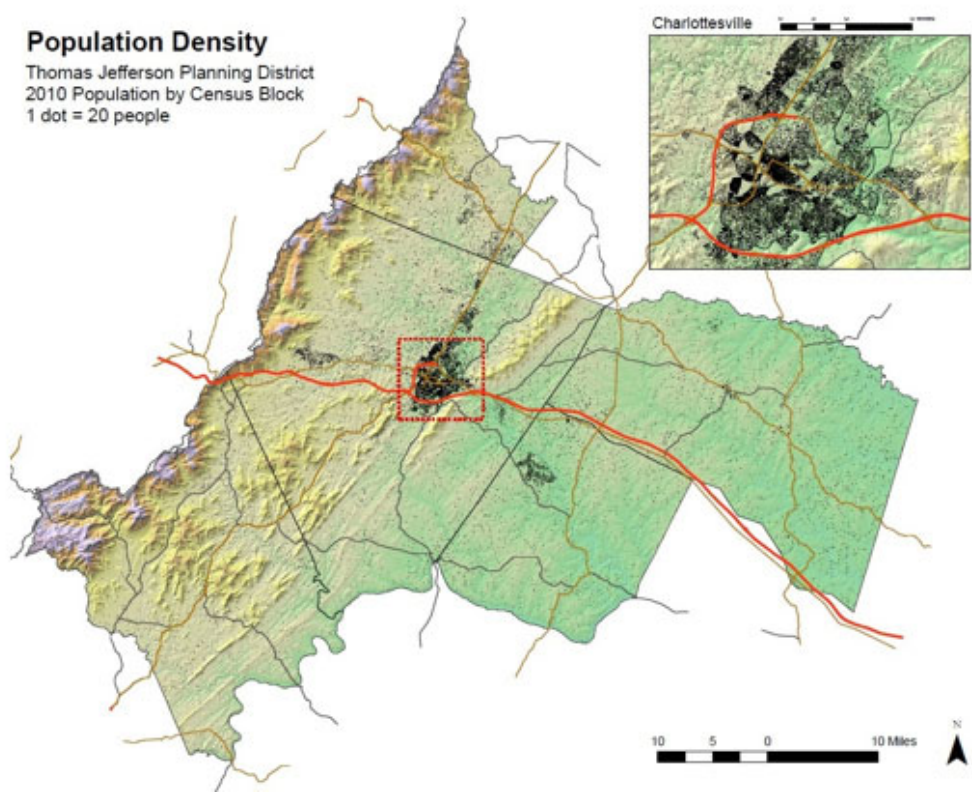 Population Density
Thomas Jefferson Planning District
2010 Population by Census Block
1 dot = 20 people
Charlottesville
Miles
N
10 5 0 10 Miles